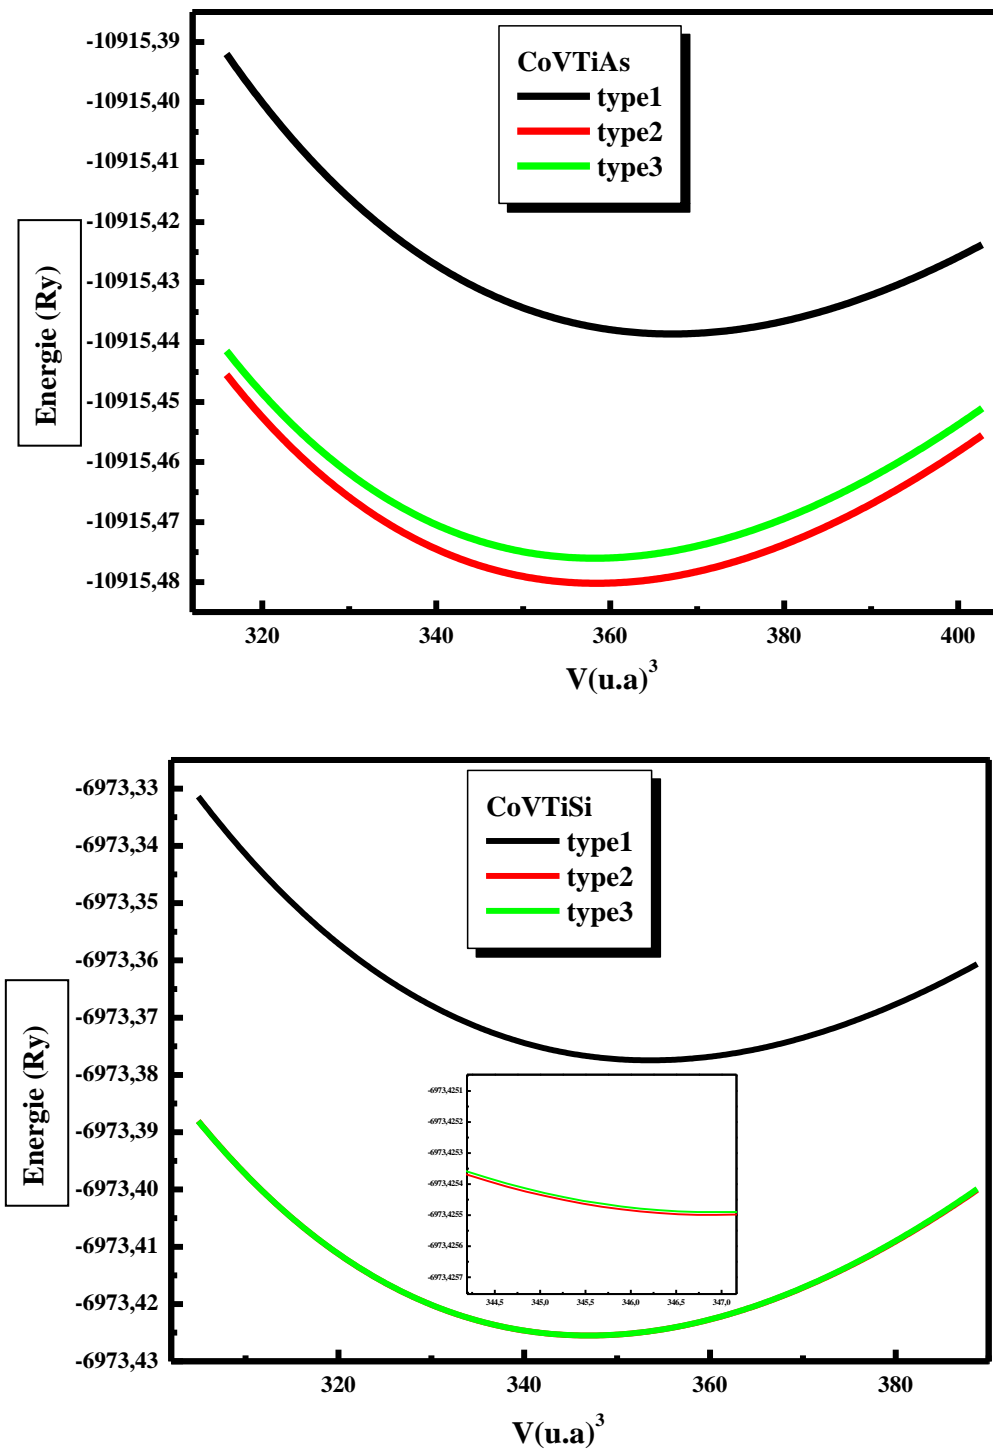 -10915,39
-10915,40
-10915,41
-10915,42
-10915,43
-10915,44
-10915,45
-10915,46
-10915,47
-10915,48
Energie (Ry)
CoVTiAs
type1
type2
type3
320 340 360 380 400
V(u.a)³
-6973,33
-6973,34
-6973,35
-6973,36
-6973,37
-6973,38
-6973,39
-6973,40
-6973,41
-6973,42
-6973,43
Energie (Ry)
CoVTiSi
type1
type2
type3
-6973,4251
-6973,4252
-6973,4253
-6973,4254
-6973,4255
-6973,4256
-6973,4257
344,5 345,0 345,5 346,0 346,5 347,0
320 340 360 380
V(u.a)³